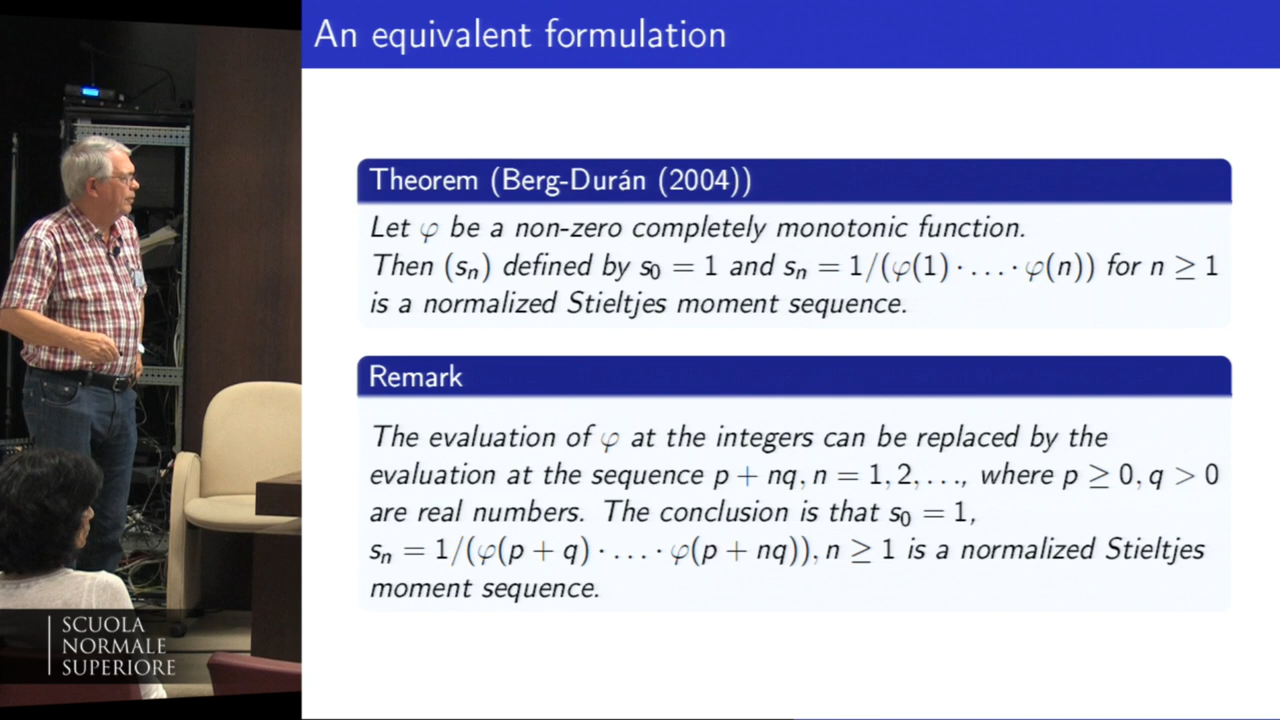 An equivalent formulation
Theorem (Berg-Durán (2004))
Let φ be a non-zero completely monotonic function.
Then (sₙ) defined by s₀ = 1 and sₙ = 1/(φ(1) · . . . · φ(n)) for n ≥ 1
is a normalized Stieltjes moment sequence.
Remark
The evaluation of φ at the integers can be replaced by the
evaluation at the sequence p + nq, n = 1, 2, . . ., where p ≥ 0, q > 0
are real numbers. The conclusion is that s₀ = 1,
sₙ = 1/(φ(p + q) · . . . · φ(p + nq)), n ≥ 1 is a normalized Stieltjes
moment sequence.
SCUOLA
NORMALE
SUPERIORE